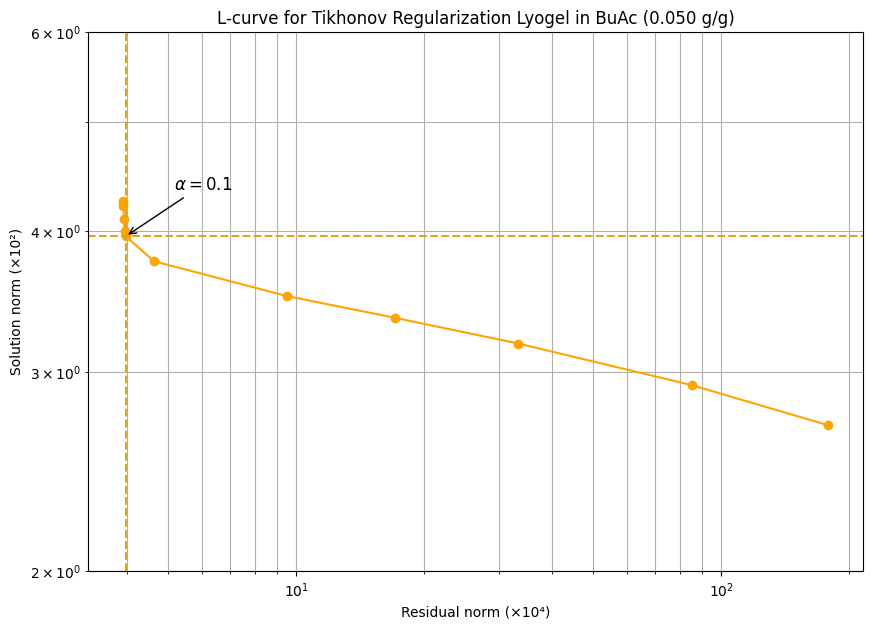 L-curve for Tikhonov Regularization Lyogel in BuAc (0.050 g/g)
6 × 10⁰
α = 0.1
4 × 10⁰
Solution norm (×10²)
3 × 10⁰
2 × 10⁰
10¹
10²
Residual norm (×10⁴)